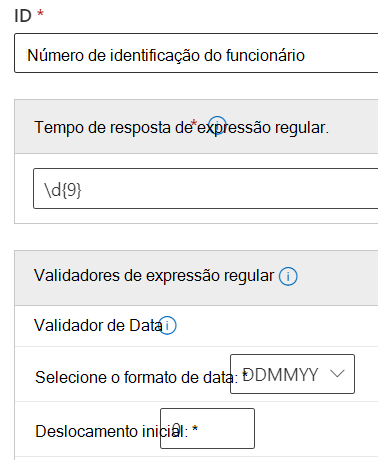 ID *
Número de identificação do funcionário
Tempo de resposta de expressão regular. *
\d{9}
Validadores de expressão regular
Validador de Data
Selecione o formato de data: * DDMMYY
Deslocamento inicial: * 0